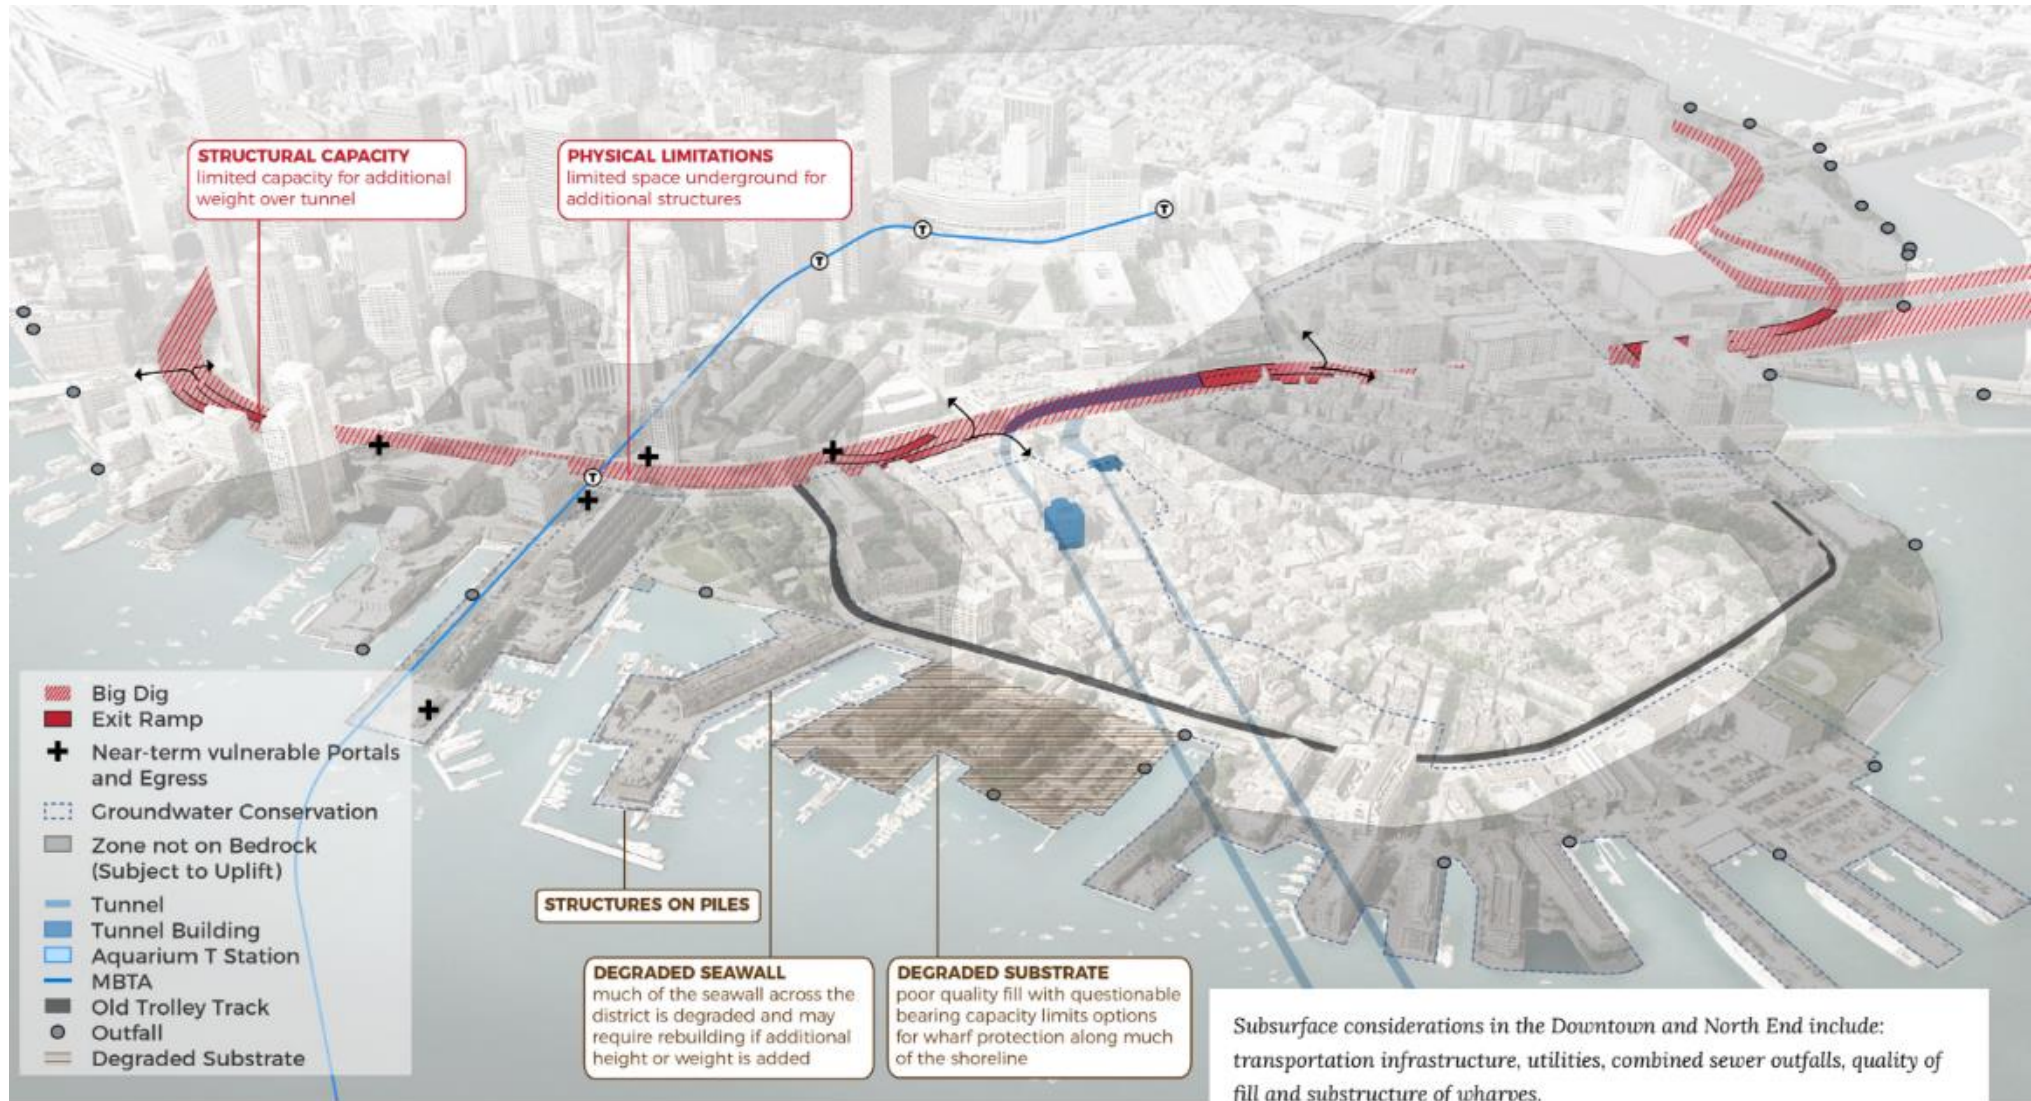 STRUCTURAL CAPACITY
limited capacity for additional
weight over tunnel
PHYSICAL LIMITATIONS
limited space underground for
additional structures
T
T
T
T
Big Dig
Exit Ramp
Near-term vulnerable Portals
and Egress
Groundwater Conservation
Zone not on Bedrock
(Subject to Uplift)
Tunnel
Tunnel Building
Aquarium T Station
MBTA
Old Trolley Track
Outfall
Degraded Substrate
STRUCTURES ON PILES
DEGRADED SEAWALL
much of the seawall across the
district is degraded and may
require rebuilding if additional
height or weight is added
DEGRADED SUBSTRATE
poor quality fill with questionable
bearing capacity limits options
for wharf protection along much
of the shoreline
Subsurface considerations in the Downtown and North End include:
transportation infrastructure, utilities, combined sewer outfalls, quality of
fill and substructure of wharves.